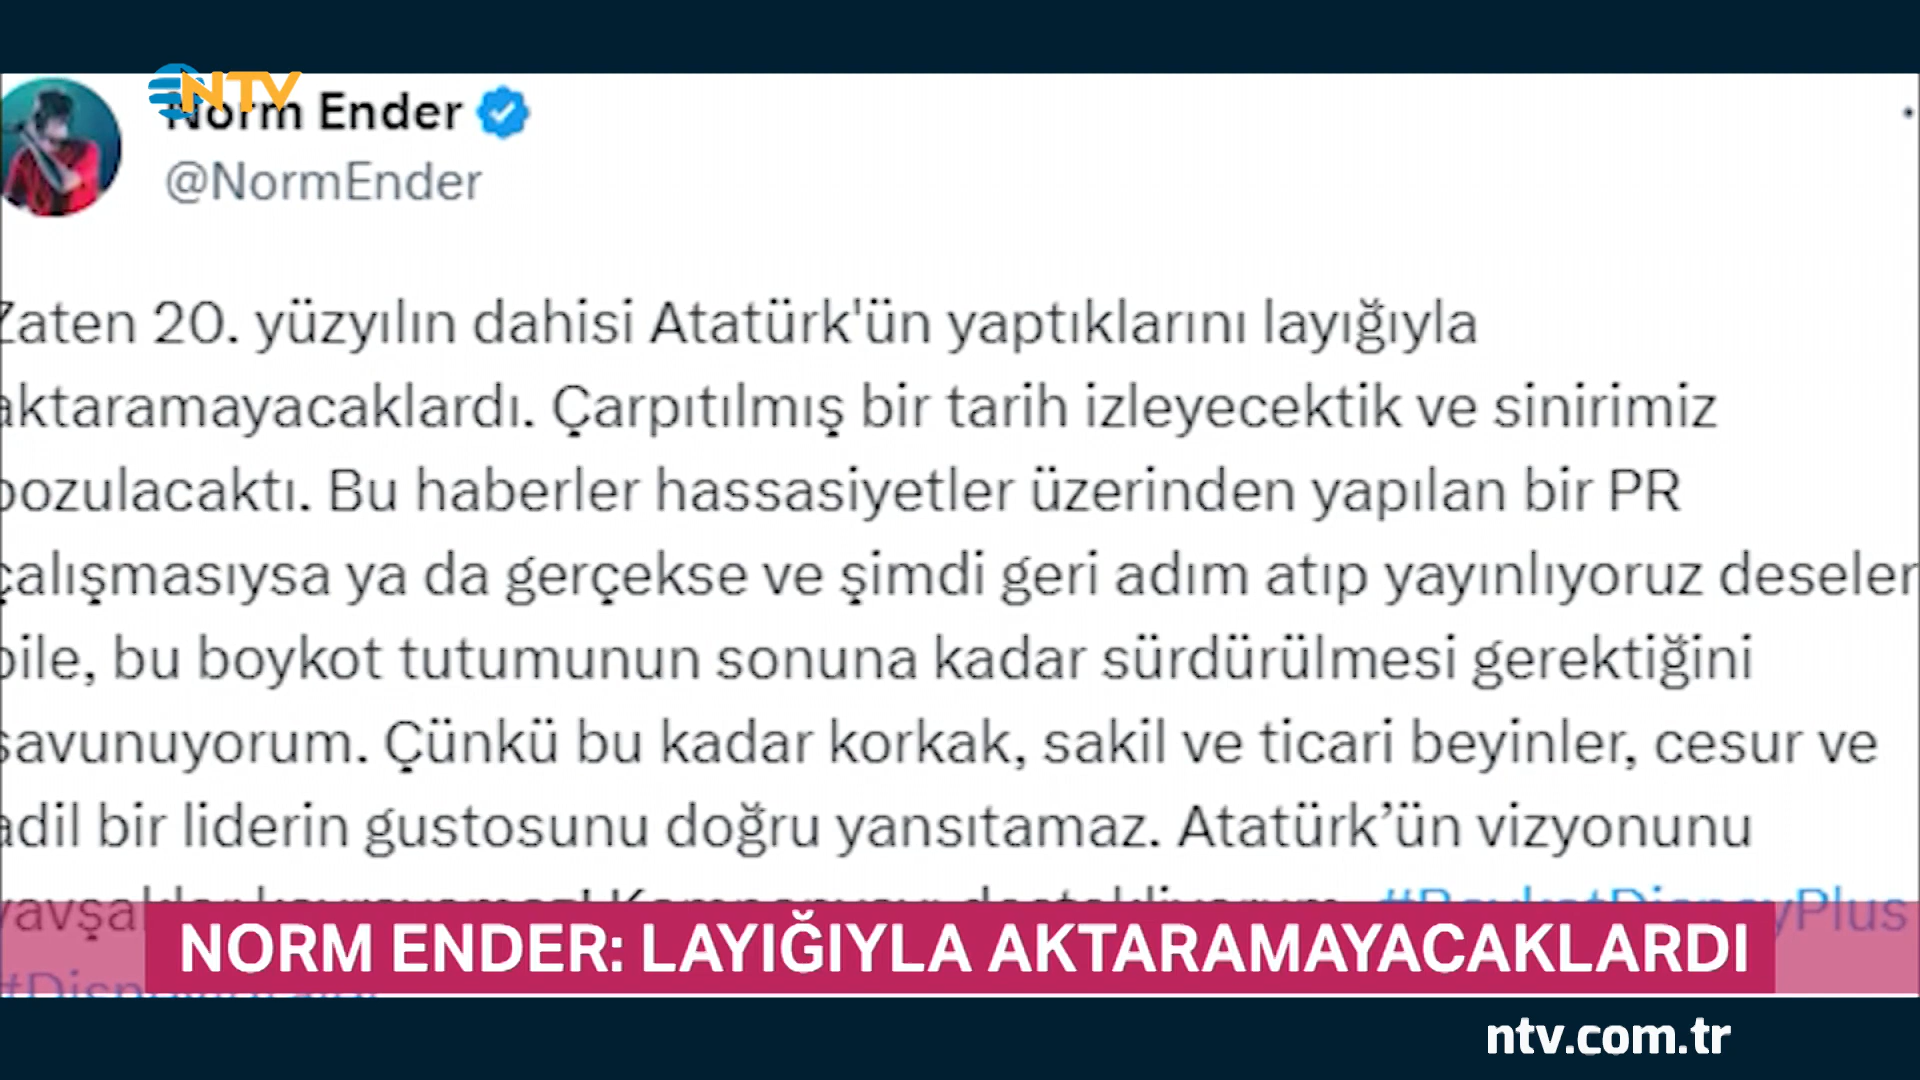 NTV
Norm Ender
@NormEnder
Zaten 20. yüzyılın dahisi Atatürk'ün yaptıklarını layığıyla
aktaramayacaklardı. Çarpıtılmış bir tarih izleyecektik ve sinirimiz
bozulacaktı. Bu haberler hassasiyetler üzerinden yapılan bir PR
çalışmasıysa ya da gerçekse ve şimdi geri adım atıp yayınlıyoruz deseler
bile, bu boykot tutumunun sonuna kadar sürdürülmesi gerektiğini
savunuyorum. Çünkü bu kadar korkak, sakil ve ticari beyinler, cesur ve
adil bir liderin gustosunu doğru yansıtamaz. Atatürk’ün vizyonunu
#BoykotDisneyPlus
NORM ENDER: LAYIĞIYLA AKTARAMAYACAKLARDI
ntv.com.tr